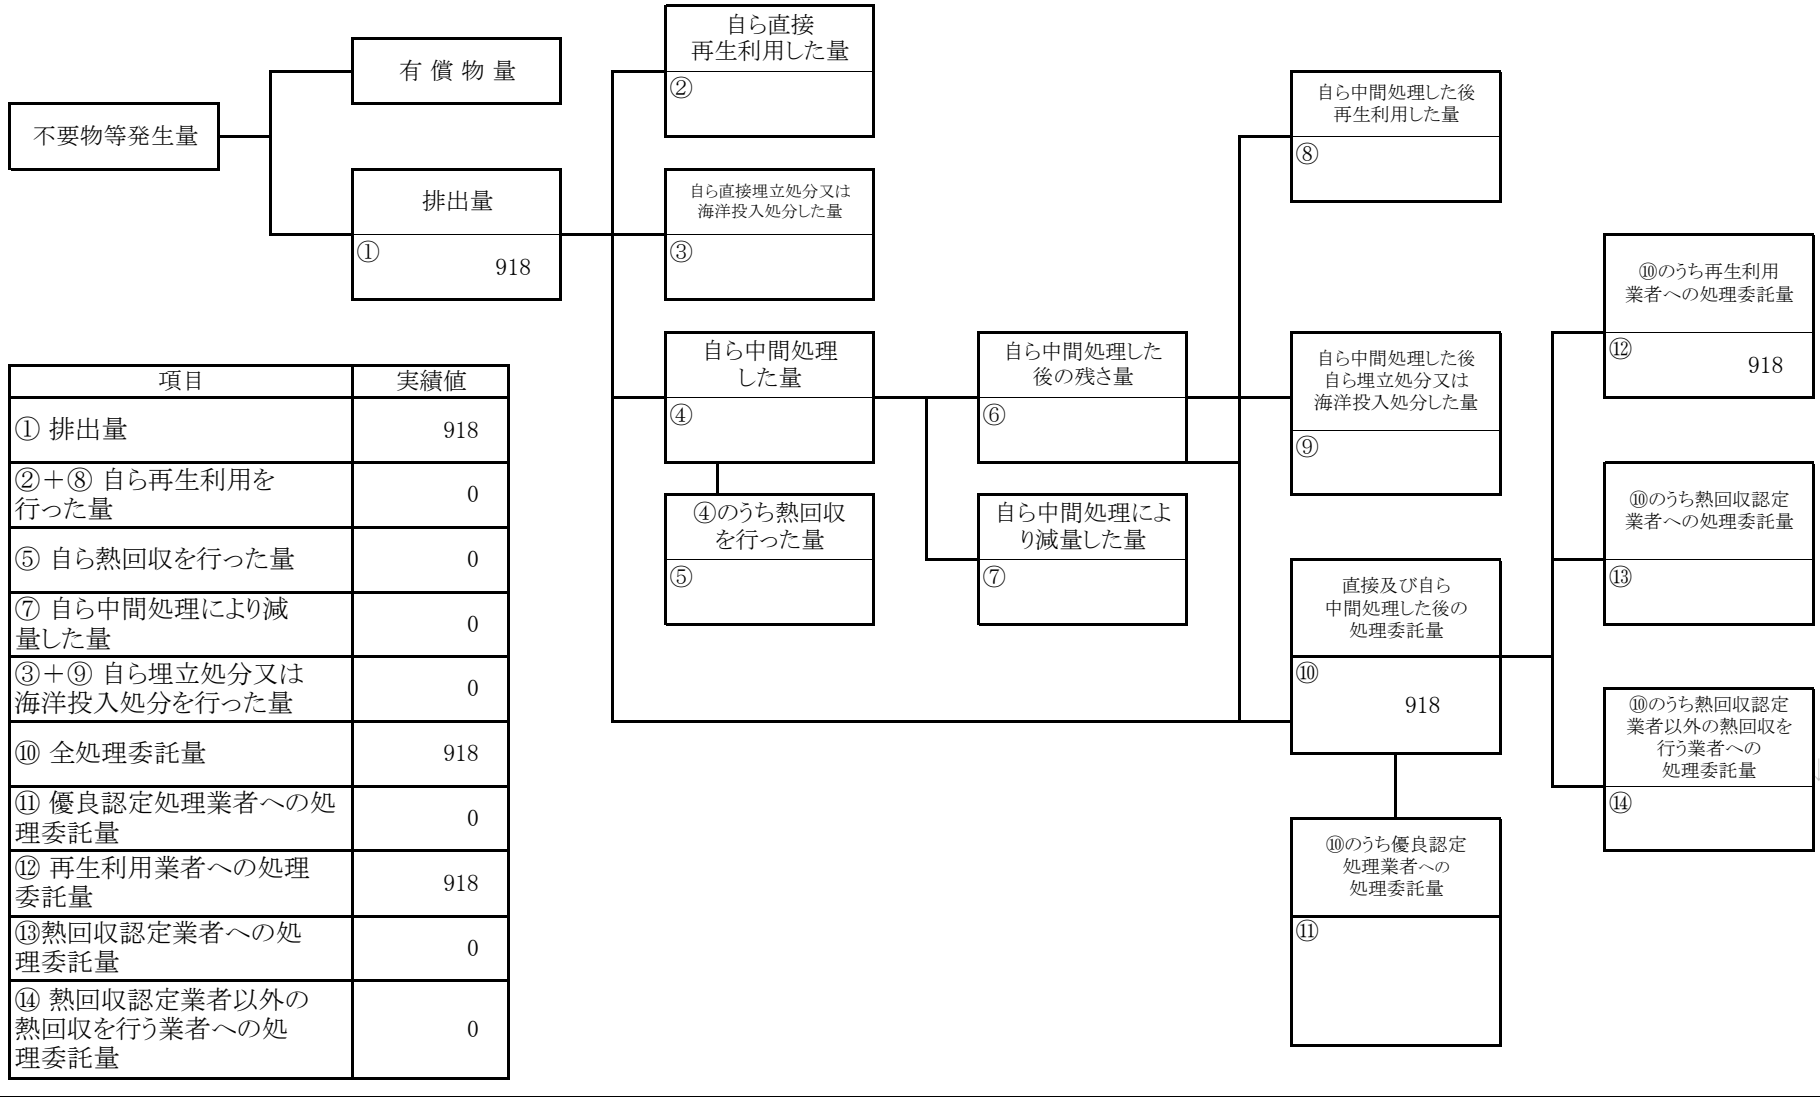 自ら直接
再生利用した量
②
有 償 物 量
不要物等発生量
排出量
①
918
自ら直接埋立処分又は
海洋投入処分した量
③
自ら中間処理
した量
④
④のうち熱回収
を行った量
⑤
自ら中間処理した
後の残さ量
⑥
自ら中間処理によ
り減量した量
⑦
自ら中間処理した後
再生利用した量
⑧
自ら中間処理した後
自ら埋立処分又は
海洋投入処分した量
⑨
直接及び自ら
中間処理した後の
処理委託量
⑩
918
⑩のうち優良認定
処理業者への
処理委託量
⑪
⑩のうち再生利用
業者への処理委託量
⑫
918
⑩のうち熱回収認定
業者への処理委託量
⑬
⑩のうち熱回収認定
業者以外の熱回収を
行う業者への
処理委託量
⑭
項目 実績値
① 排出量 918
②＋⑧ 自ら再生利用を
行った量 0
⑤ 自ら熱回収を行った量 0
⑦ 自ら中間処理により減
量した量 0
③＋⑨ 自ら埋立処分又は
海洋投入処分を行った量 0
⑩ 全処理委託量 918
⑪ 優良認定処理業者への処
理委託量 0
⑫ 再生利用業者への処理
委託量 918
⑬熱回収認定業者への処
理委託量 0
⑭ 熱回収認定業者以外の
熱回収を行う業者への処
理委託量 0